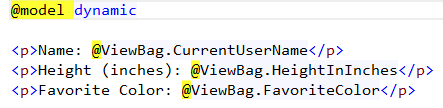 @model dynamic
<p>Name: @ViewBag.CurrentUserName</p>
<p>Height (inches): @ViewBag.HeightInInches</p>
<p>Favorite Color: @ViewBag.FavoriteColor</p>